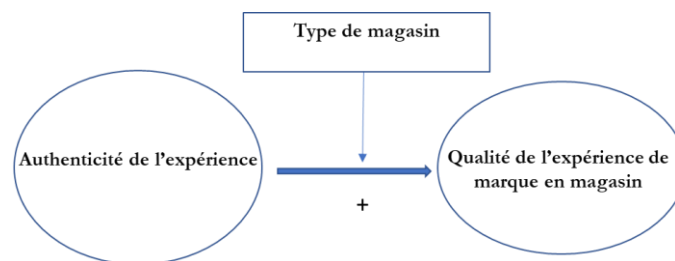 Type de magasin
Authenticité de l'expérience
Qualité de l'expérience de
marque en magasin
+